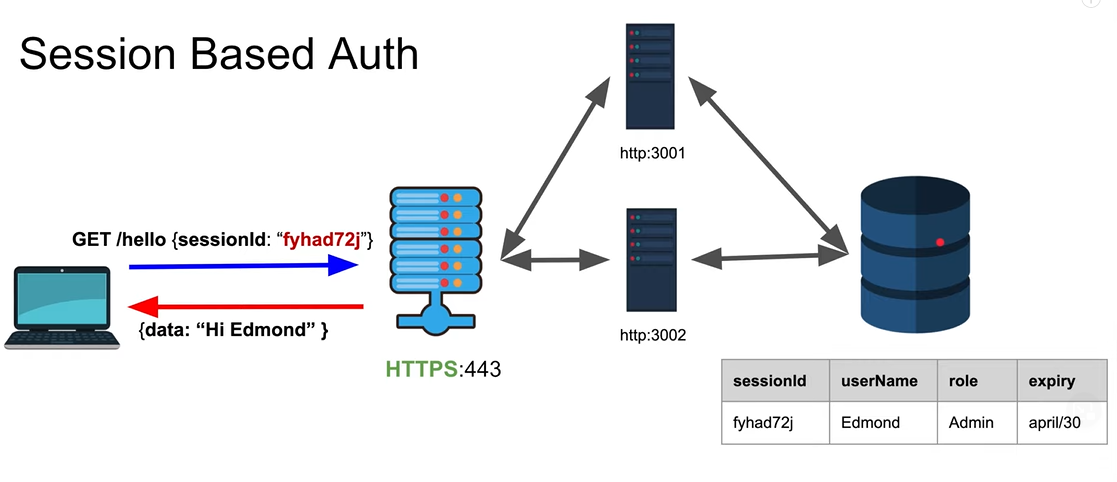 Session Based Auth
http:3001
GET /hello {sessionId: “fyhad72j”}
{data: “Hi Edmond” }
http:3002
HTTPS:443
sessionId userName role expiry
fyhad72j Edmond Admin april/30